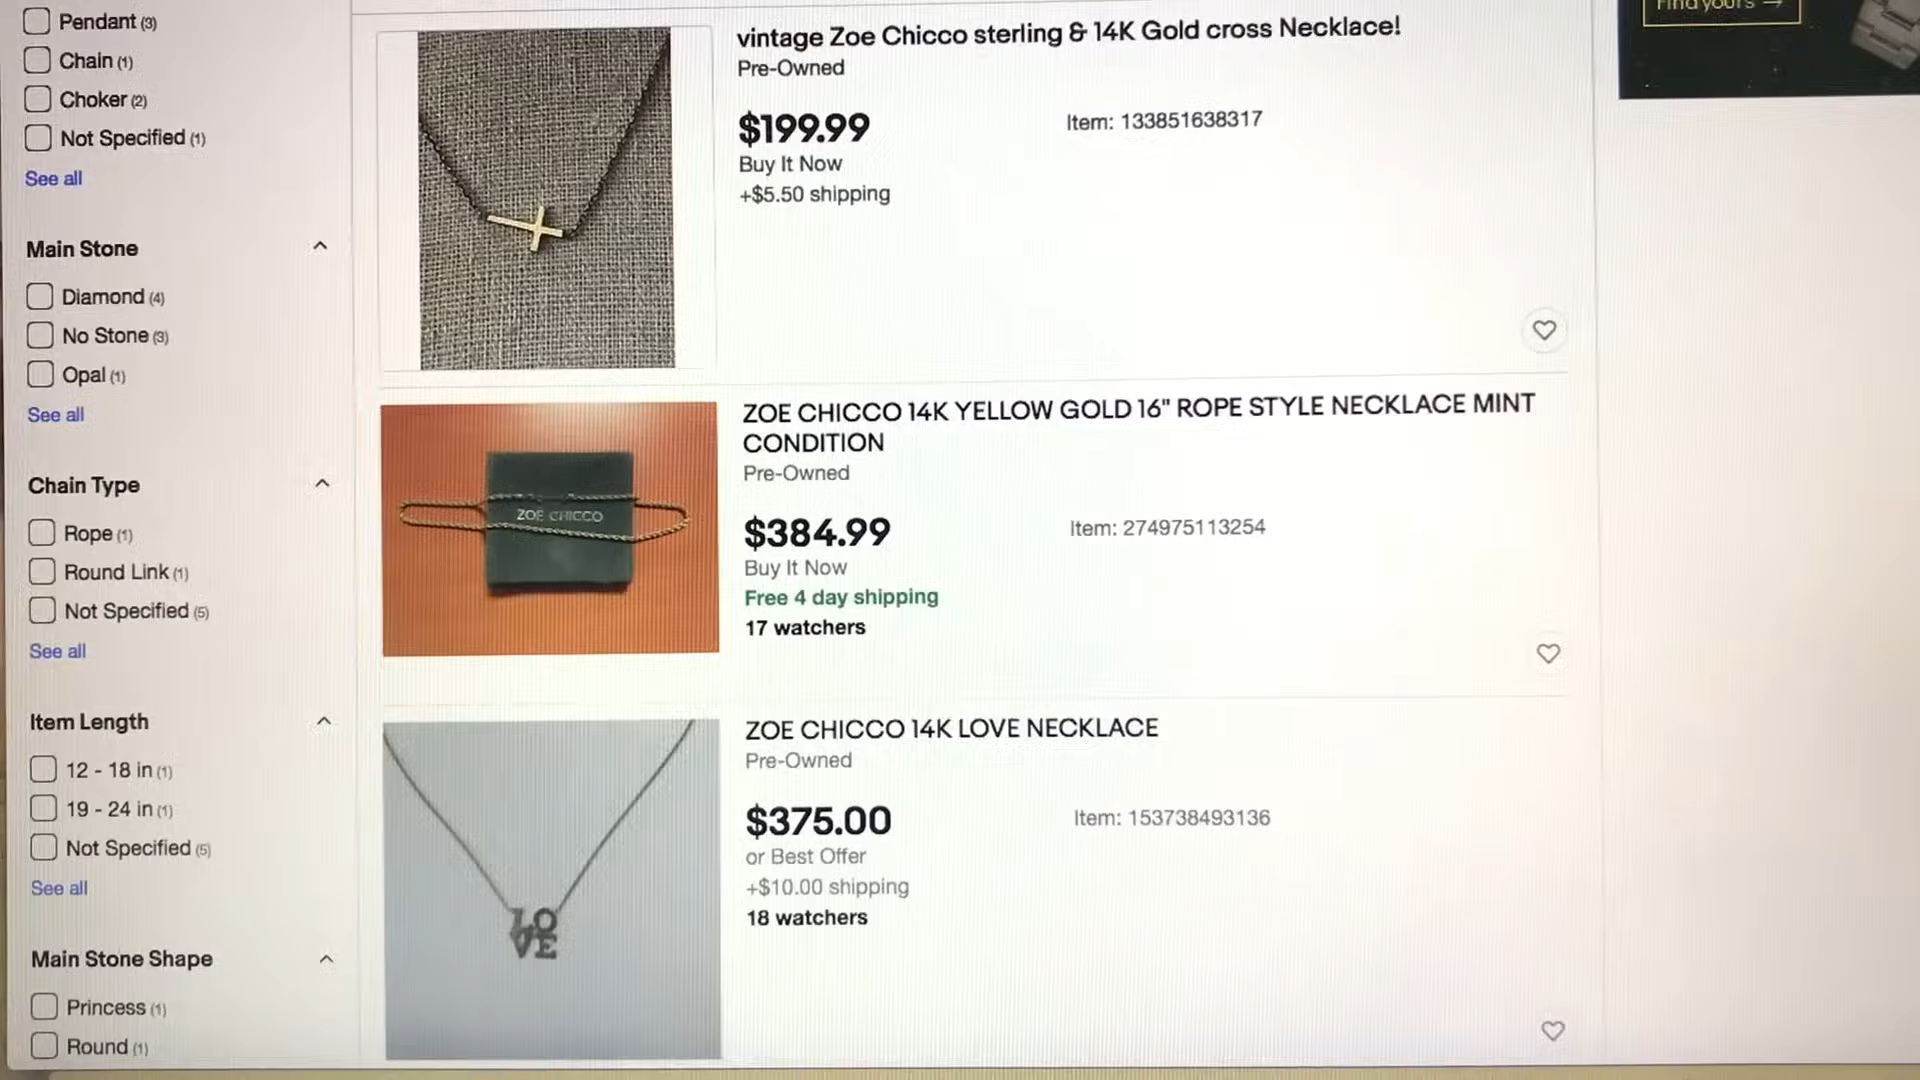 Pendant (3)
Chain (1)
Choker (2)
Not Specified (1)
See all
Main Stone
Diamond (4)
No Stone (3)
Opal (1)
See all
Chain Type
Rope (1)
Round Link (1)
Not Specified (5)
See all
Item Length
12 - 18 in (1)
19 - 24 in (1)
Not Specified (5)
See all
Main Stone Shape
Princess (1)
Round (1)
vintage Zoe Chicco sterling & 14K Gold cross Necklace!
Pre-Owned
$199.99
Item: 133851638317
Buy It Now
+$5.50 shipping
ZOE CHICCO
ZOE CHICCO 14K YELLOW GOLD 16" ROPE STYLE NECKLACE MINT
CONDITION
Pre-Owned
$384.99
Item: 274975113254
Buy It Now
Free 4 day shipping
17 watchers
LO
VE
ZOE CHICCO 14K LOVE NECKLACE
Pre-Owned
$375.00
Item: 153738493136
or Best Offer
+$10.00 shipping
18 watchers
Find yours →